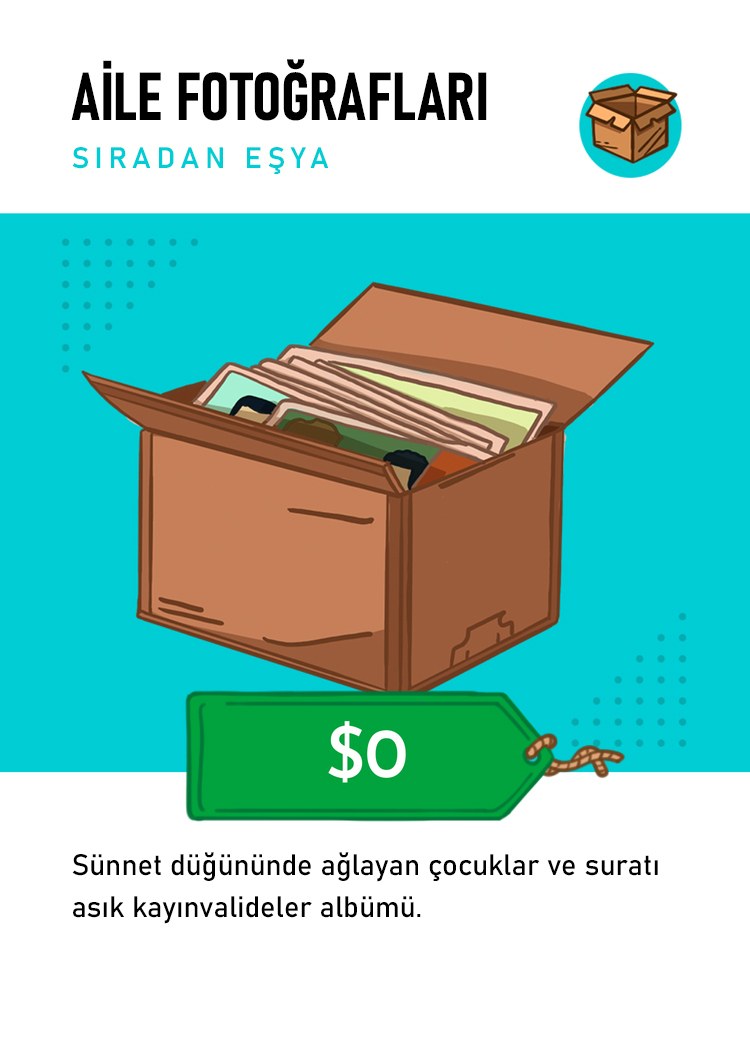 AİLE FOTOĞRAFLARI
SIRADAN EŞYA
$0
Sünnet düğününde ağlayan çocuklar ve suratı
asık kayınvalideler albümü.